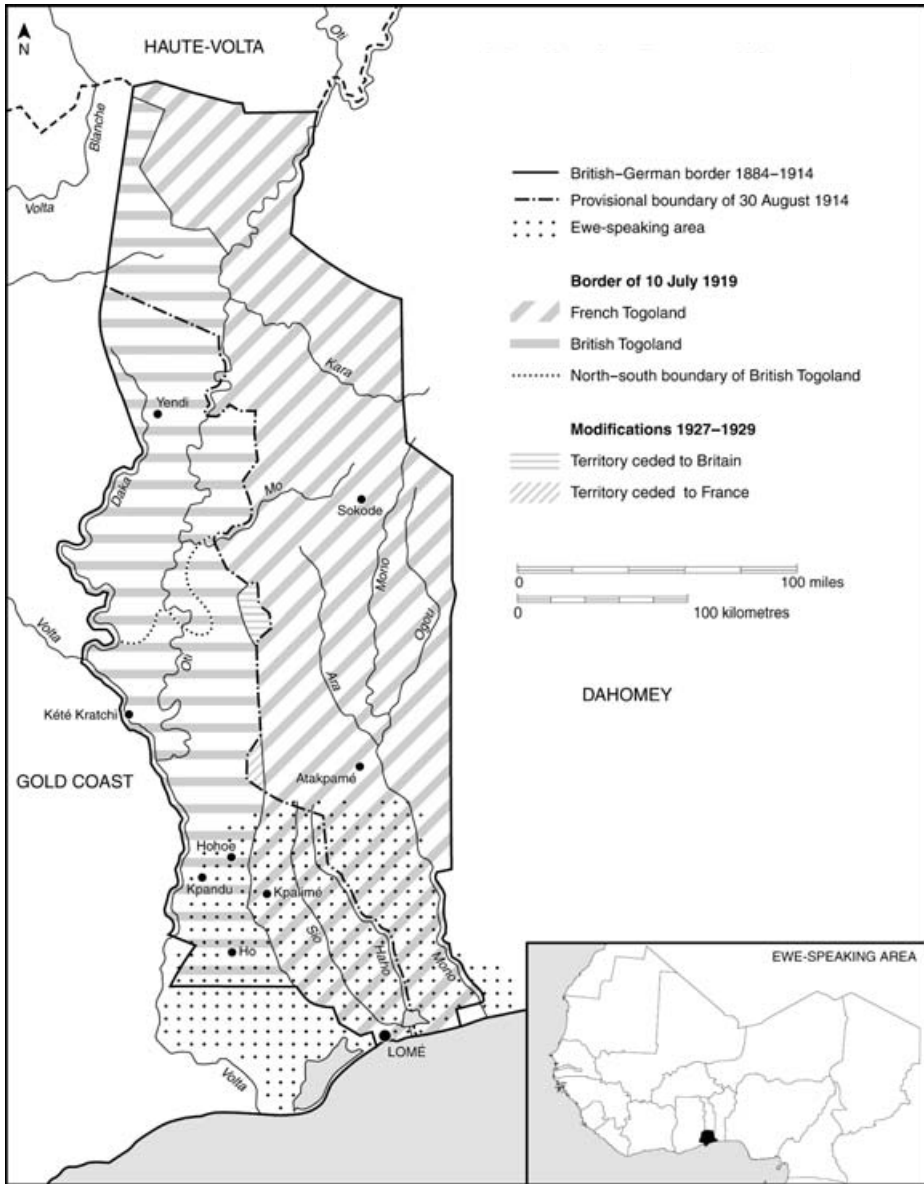 N
HAUTE-VOLTA
Oti
Blanche
Volta
British–German border 1884–1914
Provisional boundary of 30 August 1914
Ewe-speaking area
Border of 10 July 1919
French Togoland
British Togoland
North–south boundary of British Togoland
Modifications 1927–1929
Territory ceded to Britain
Territory ceded to France
0 100 miles
0 100 kilometres
Kara
Yendi
Daka
Mo
Sokode
Mono
Ogou
Volta
Oti
Ara
DAHOMEY
Kété Kratchi
GOLD COAST
Atakpamé
Hohoe
Kpandu
Kpalimé
Sio
Haho
Mono
Ho
LOMÉ
Volta
EWE-SPEAKING AREA